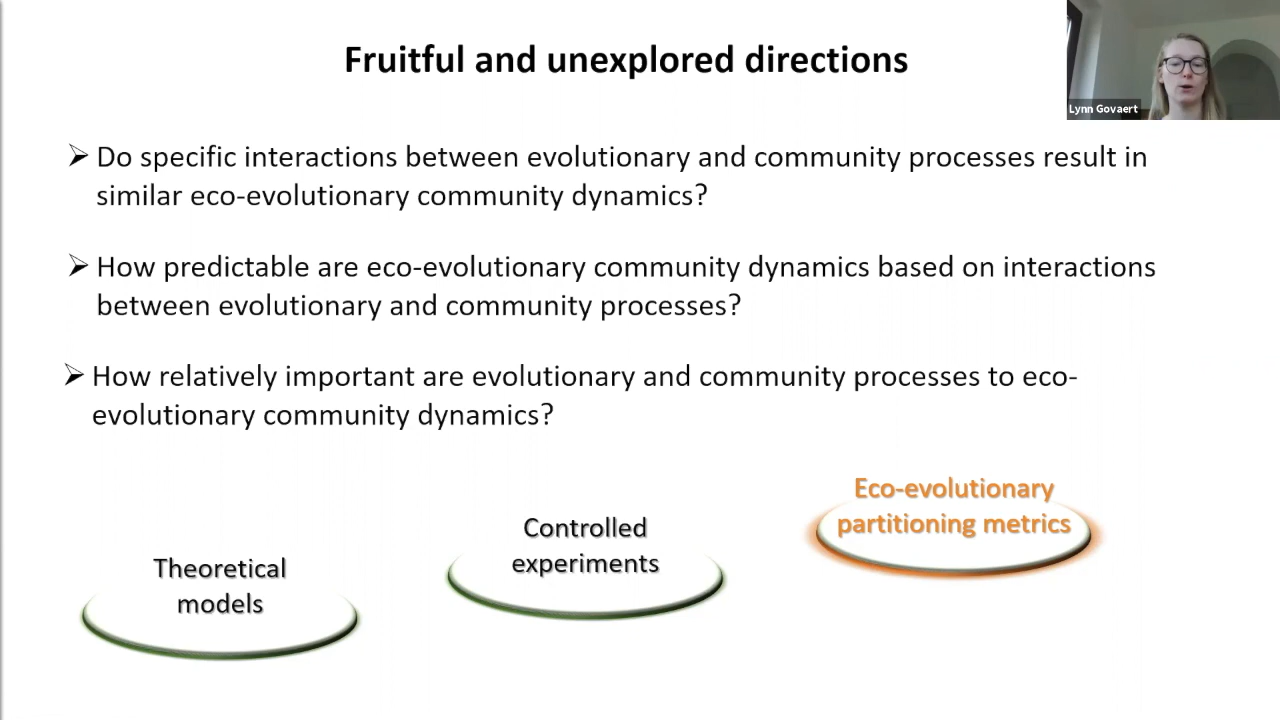 Fruitful and unexplored directions
Lynn Govaert
Do specific interactions between evolutionary and community processes result in
similar eco-evolutionary community dynamics?
How predictable are eco-evolutionary community dynamics based on interactions
between evolutionary and community processes?
How relatively important are evolutionary and community processes to eco-
evolutionary community dynamics?
Theoretical
models
Controlled
experiments
Eco-evolutionary
partitioning metrics